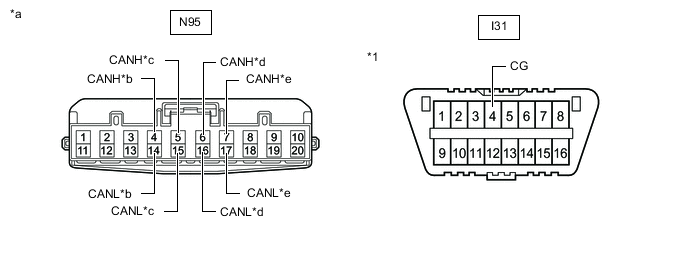 *a
N95
CANH*c
CANH*b
CANH*d
CANH*e
1 2 3 4 5 6 7 8 9 10
11 12 13 14 15 16 17 18 19 20
CANL*b
CANL*c
CANL*e
CANL*d
I31
*1
CG
1 2 3 4 5 6 7 8
9 10 11 12 13 14 15 16